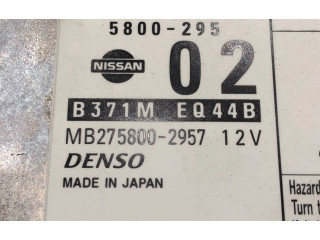 5800-295
NISSAN
02
B371M EQ44B
MB275800-2957 12V
DENSO
MADE IN JAPAN
Hazard
Turn t